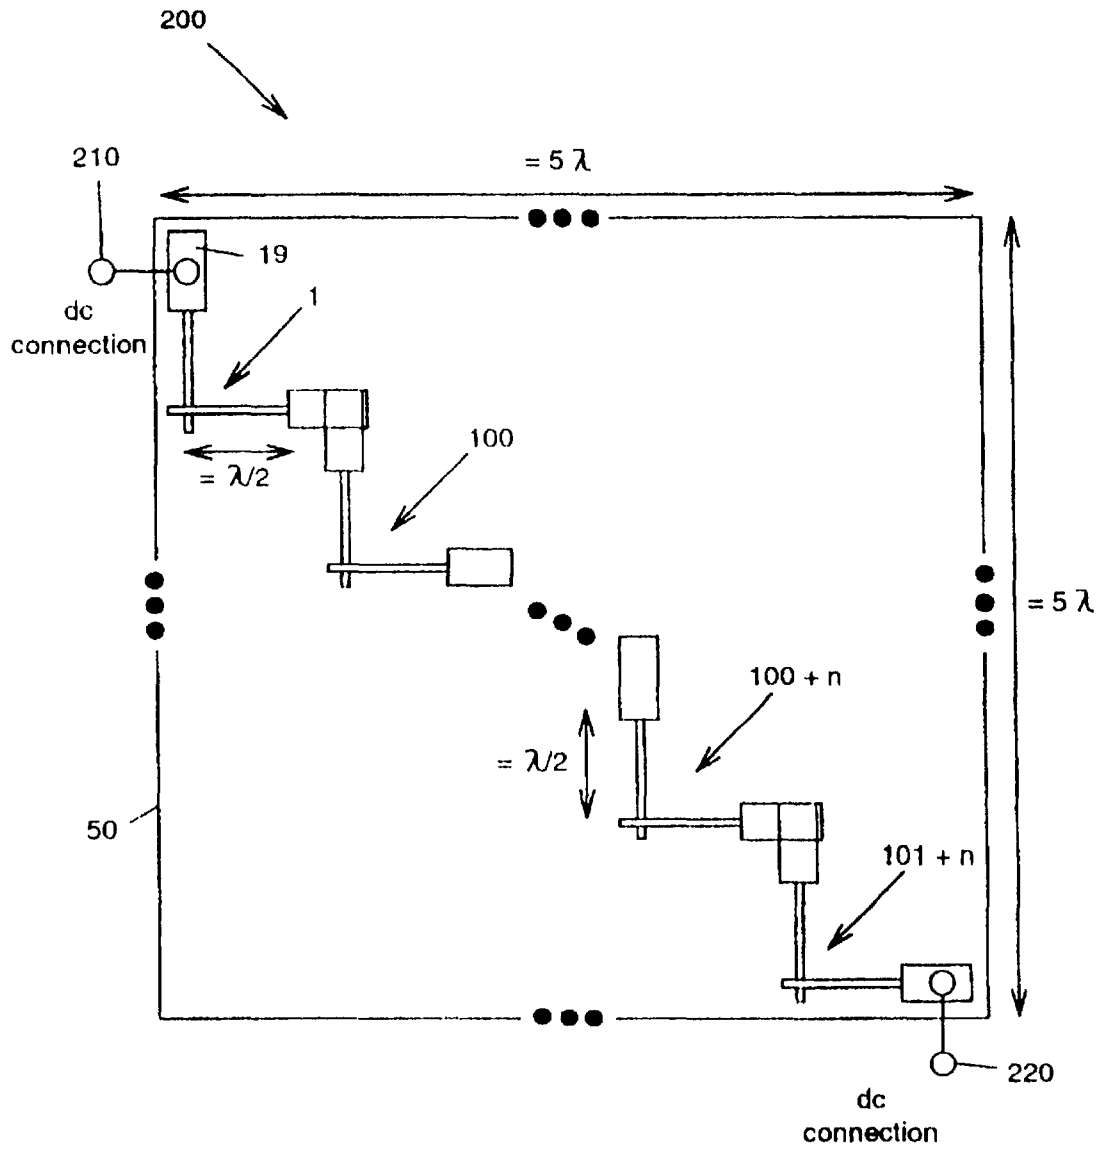 200
210
= 5 λ
19
dc
connection
1
100
= λ/2
= 5 λ
100 + n
= λ/2
50
101 + n
220
dc
connection